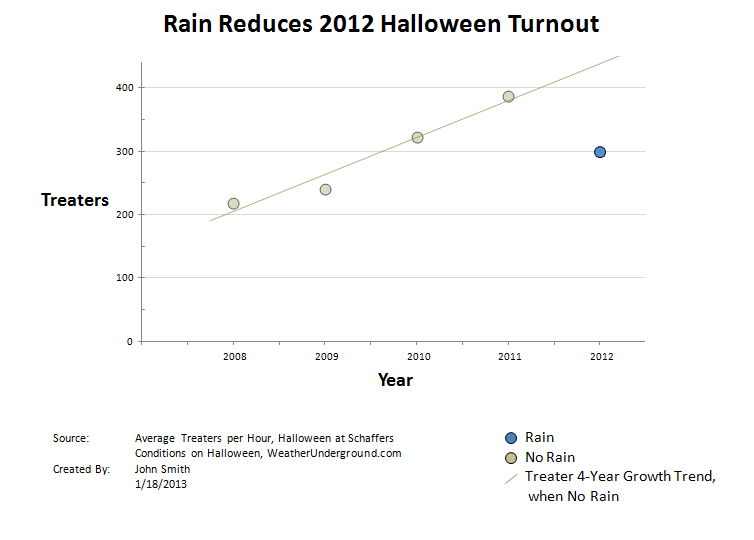 Rain Reduces 2012 Halloween Turnout
400
300
Treaters
200
100
0
2008 2009 2010 2011 2012
Year
Source: Average Treaters per Hour, Halloween at Schaffers
Conditions on Halloween, WeatherUnderground.com
Created By: John Smith
1/18/2013
Rain
No Rain
Treater 4-Year Growth Trend,
when No Rain